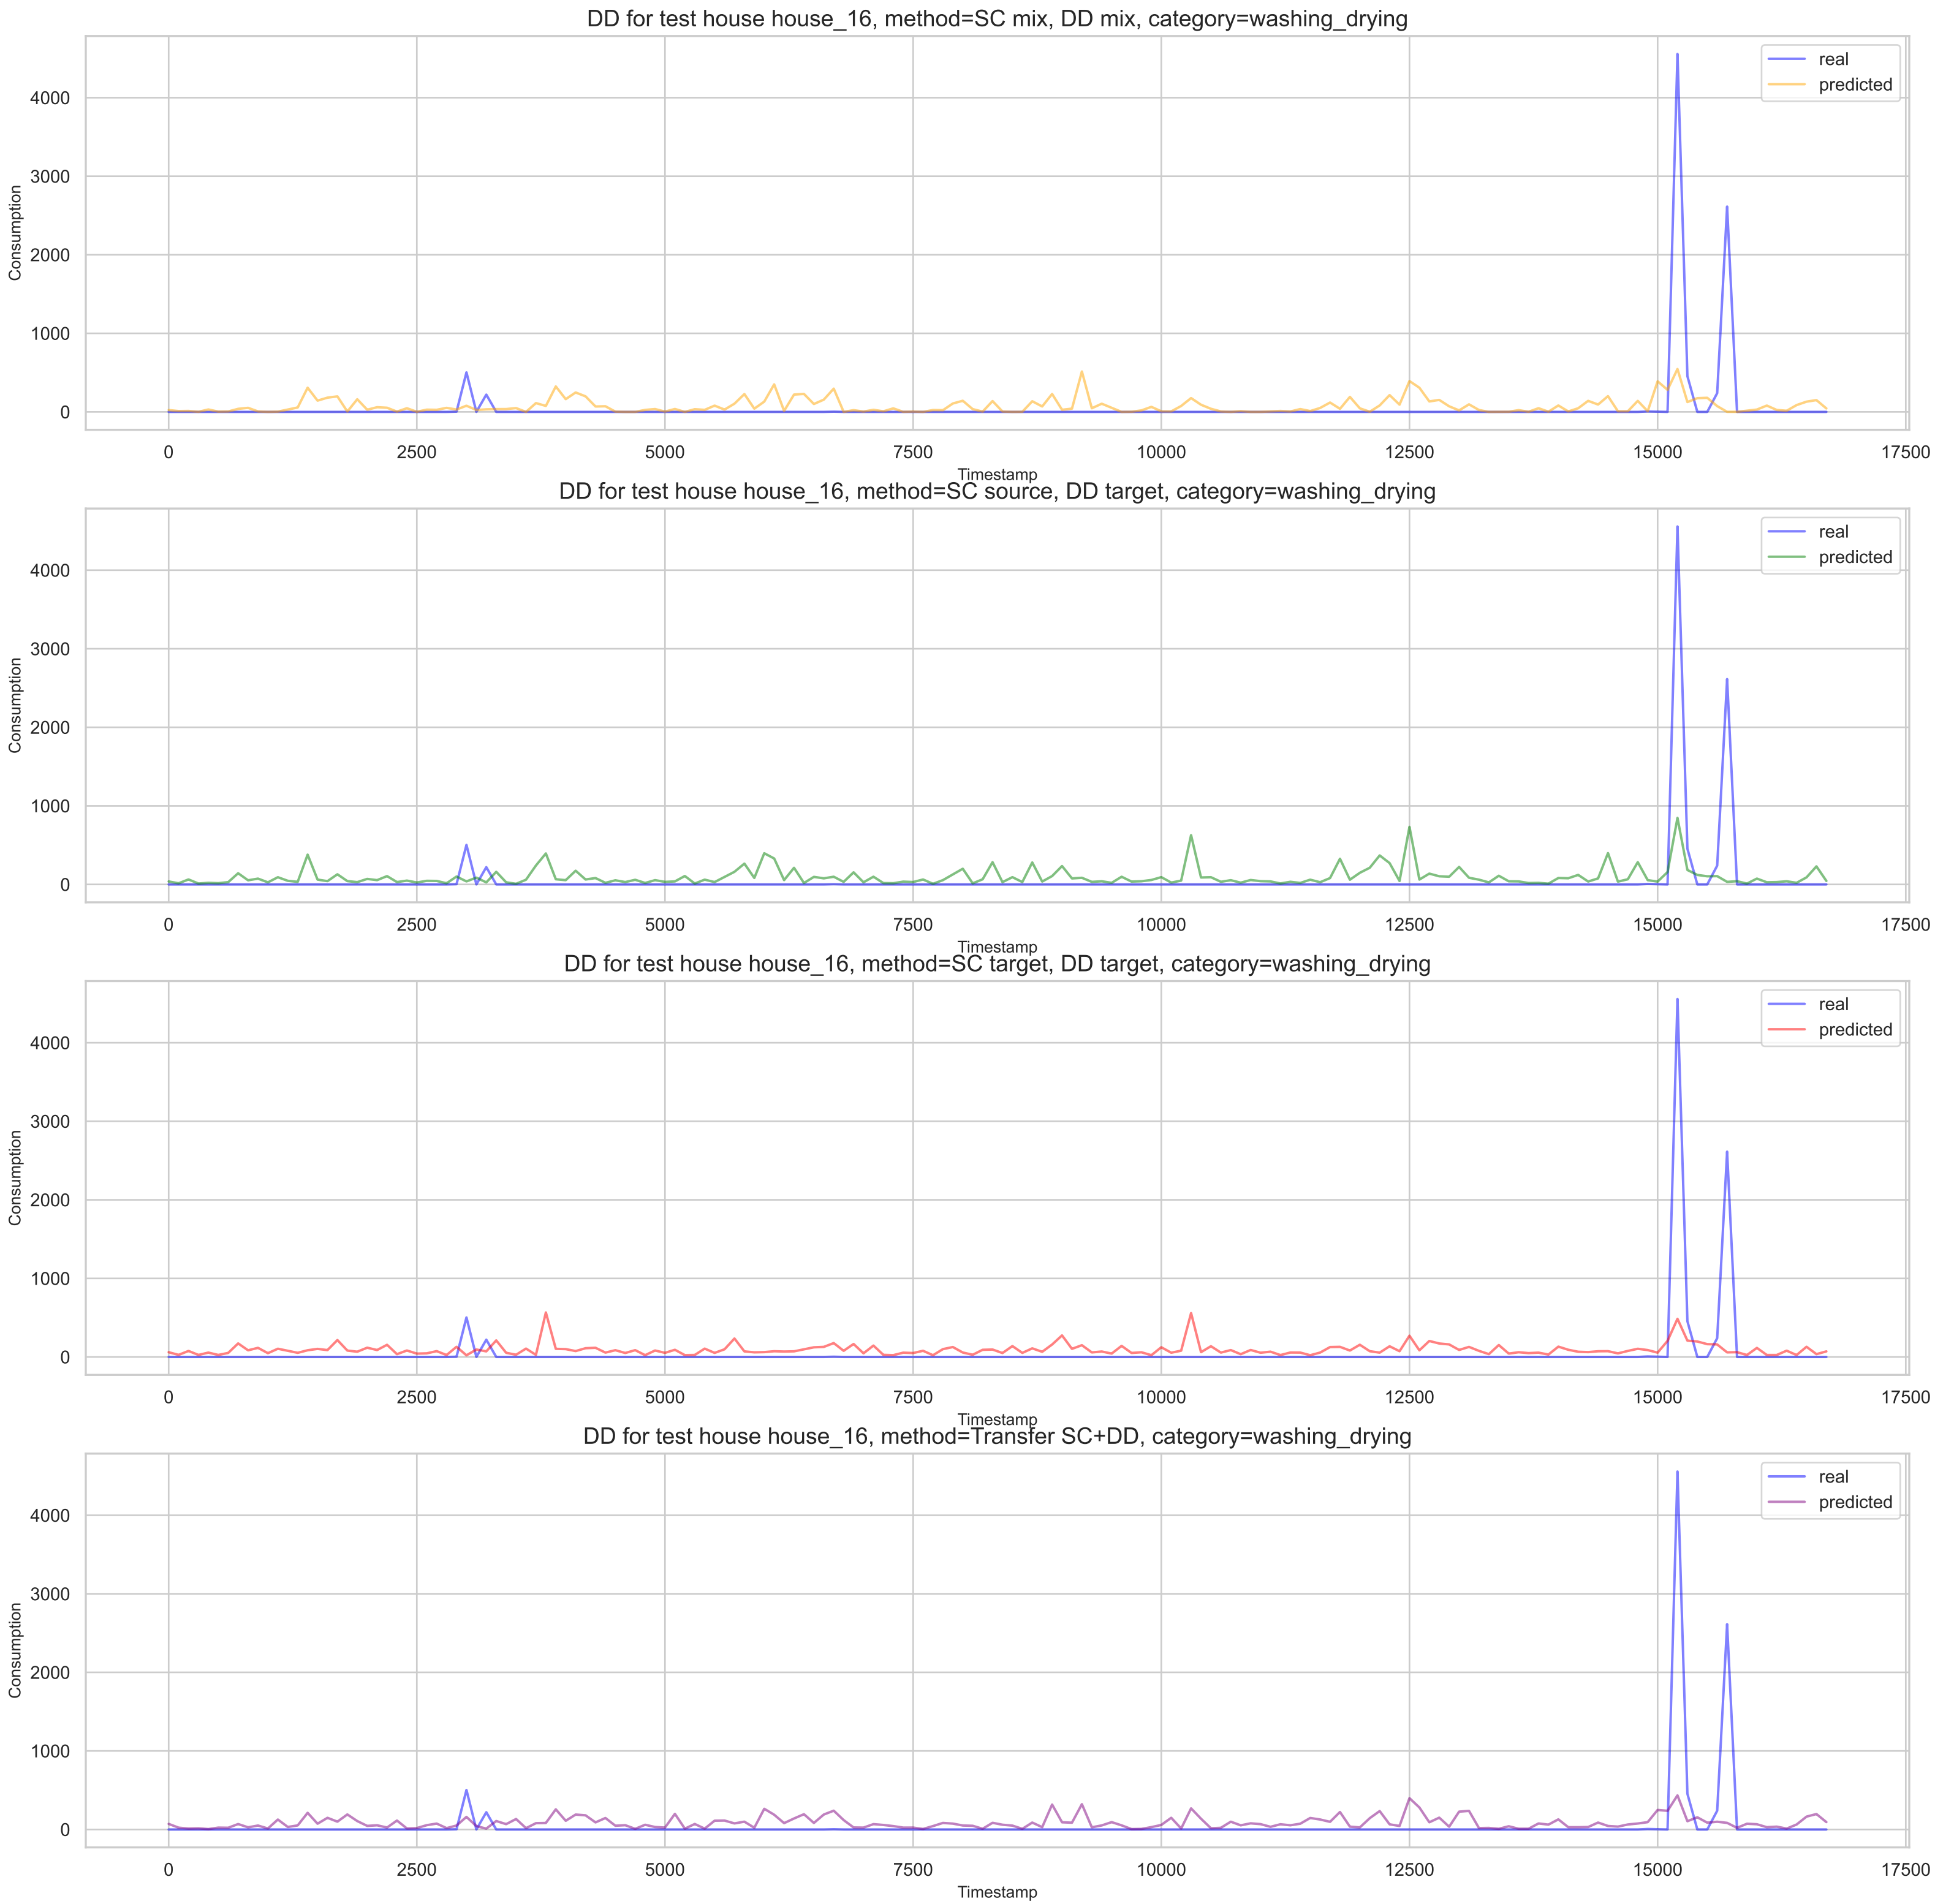 DD for test house house_16, method=SC mix, DD mix, category=washing_drying
real
predicted
4000
3000
2000
1000
0
Consumption
0 2500 5000 7500 10000 12500 15000 17500
Timestamp
DD for test house house_16, method=SC source, DD target, category=washing_drying
real
predicted
4000
3000
2000
1000
0
Consumption
0 2500 5000 7500 10000 12500 15000 17500
Timestamp
DD for test house house_16, method=SC target, DD target, category=washing_drying
real
predicted
4000
3000
2000
1000
0
Consumption
0 2500 5000 7500 10000 12500 15000 17500
Timestamp
DD for test house house_16, method=Transfer SC+DD, category=washing_drying
real
predicted
4000
3000
2000
1000
0
Consumption
0 2500 5000 7500 10000 12500 15000 17500
Timestamp